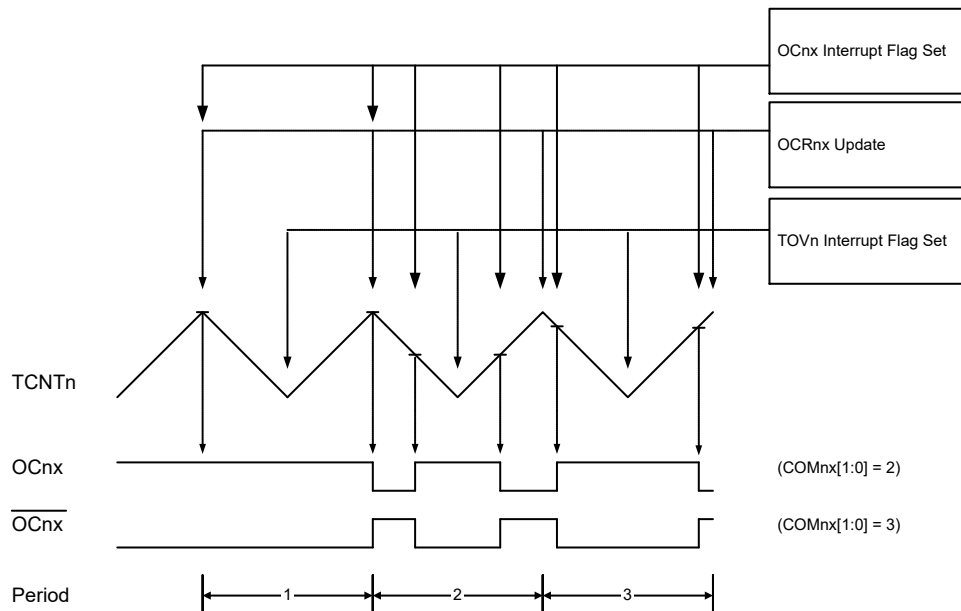 OCnx Interrupt Flag Set
OCRnx Update
TOVn Interrupt Flag Set
TCNTn
OCnx
(COMnx[1:0] = 2)
OCnx
(COMnx[1:0] = 3)
Period
1
2
3